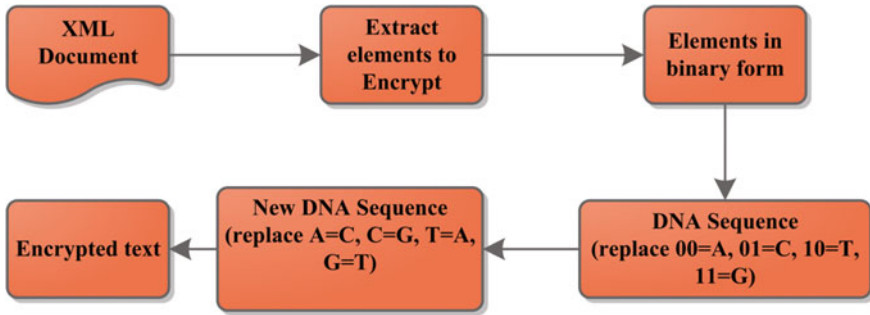 XML
Document
Extract
elements to
Encrypt
Elements in
binary form
DNA Sequence
(replace 00=A, 01=C, 10=T,
11=G)
New DNA Sequence
(replace A=C, C=G, T=A,
G=T)
Encrypted text